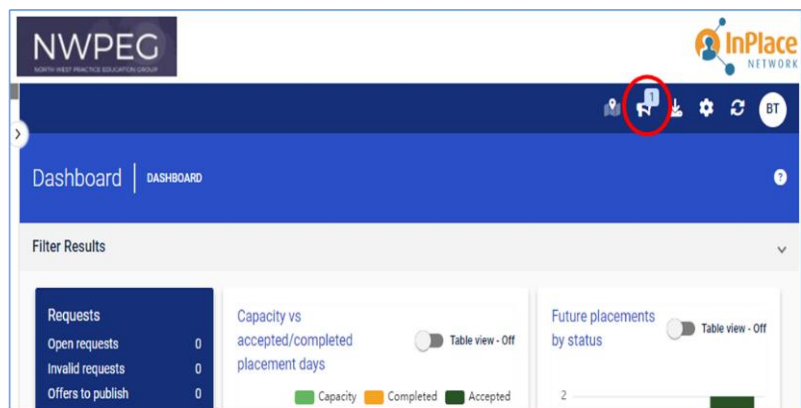 NWPEG
NORTH WEST PRACTICE EDUCATION GROUP
InPlace
NETWORK
1
BT
Dashboard
DASHBOARD
?
Filter Results
Requests
Open requests 0
Invalid requests 0
Offers to publish 0
Capacity vs
accepted/completed
placement days
Table view - Off
Capacity Completed Accepted
Future placements
by status
Table view - Off
2